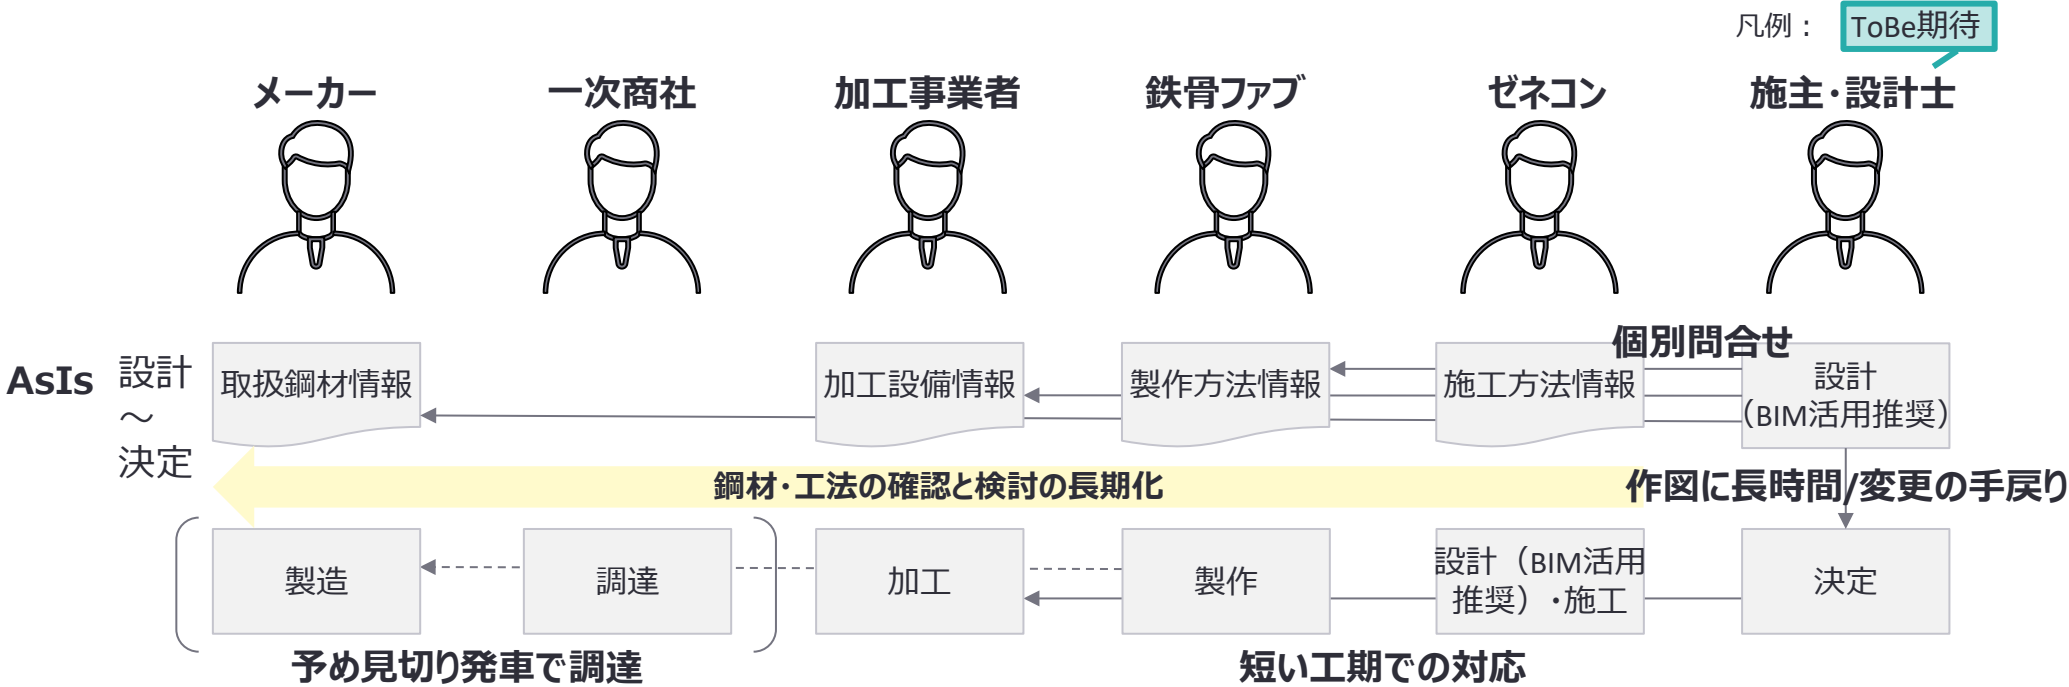 凡例：
ToBe期待
メーカー
一次商社
加工事業者
鉄骨ファブ
ゼネコン
施主・設計士
AsIs
設計
～
決定
取扱鋼材情報
加工設備情報
製作方法情報
施工方法情報
個別問合せ
設計
（BIM活用推奨）
鋼材・工法の確認と検討の長期化
作図に長時間/変更の手戻り
製造
調達
加工
製作
設計（BIM活用
推奨）・施工
決定
予め見切り発車で調達
短い工期での対応